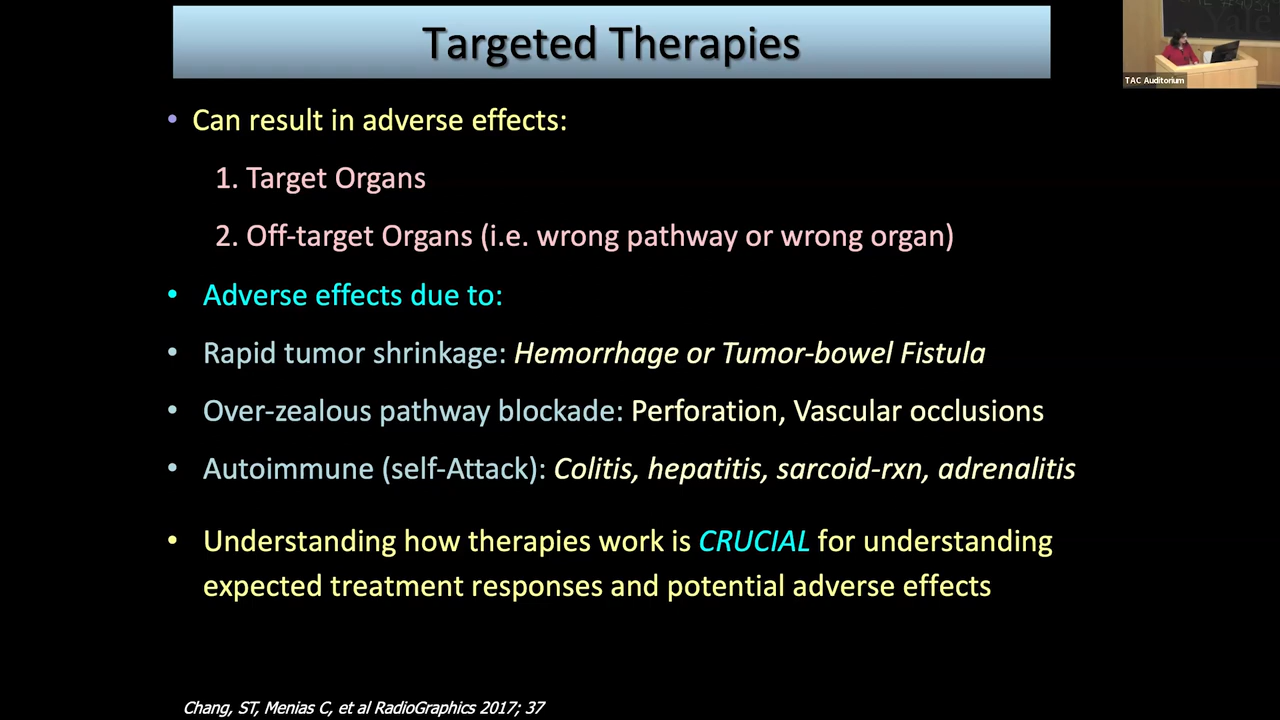 Targeted Therapies
TAC Auditorium
• Can result in adverse effects:
1. Target Organs
2. Off-target Organs (i.e. wrong pathway or wrong organ)
• Adverse effects due to:
• Rapid tumor shrinkage: Hemorrhage or Tumor-bowel Fistula
• Over-zealous pathway blockade: Perforation, Vascular occlusions
• Autoimmune (self-Attack): Colitis, hepatitis, sarcoid-rxn, adrenalitis
• Understanding how therapies work is CRUCIAL for understanding
expected treatment responses and potential adverse effects
Chang, ST, Menias C, et al RadioGraphics 2017; 37